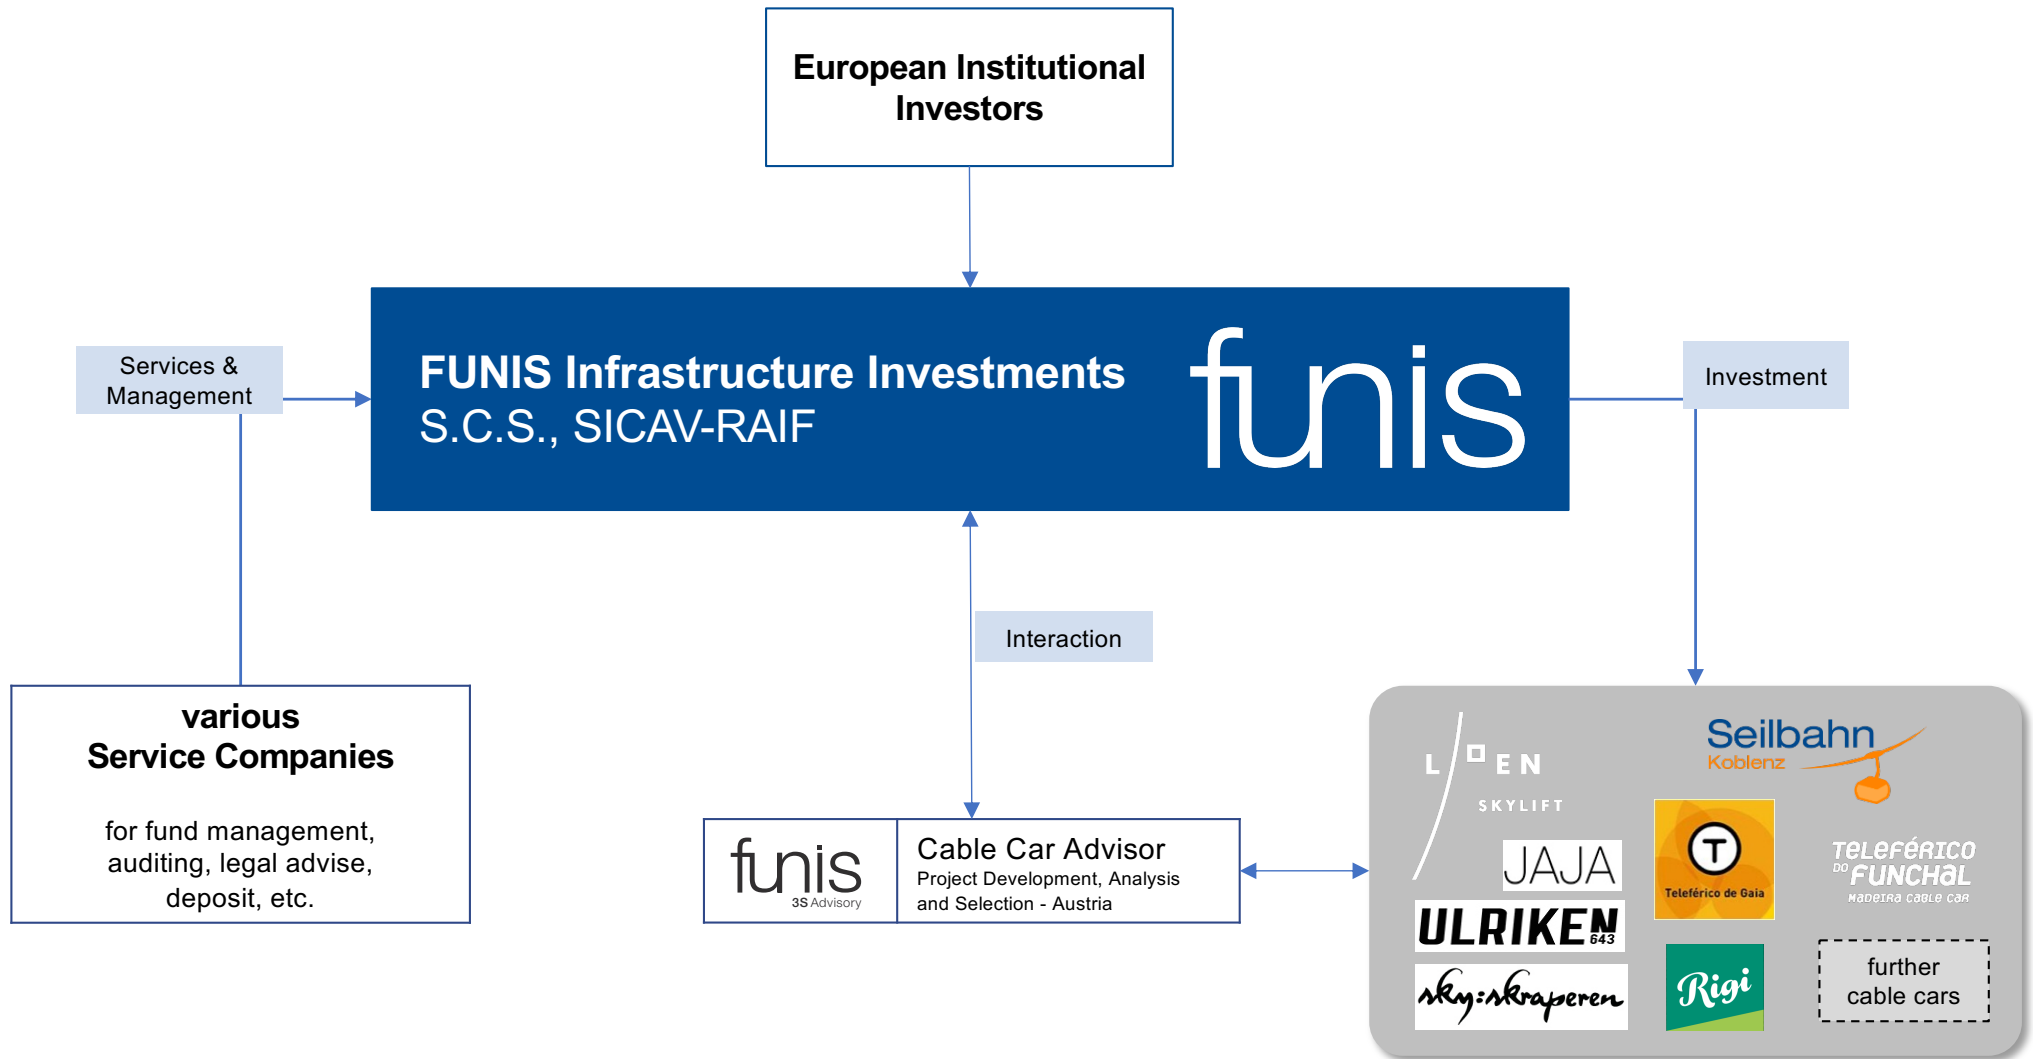 European Institutional
Investors
Services &
Management
FUNIS Infrastructure Investments
S.C.S., SICAV-RAIF
funis
Investment
Interaction
various
Service Companies
for fund management,
auditing, legal advise,
deposit, etc.
funis
3S Advisory
Cable Car Advisor
Project Development, Analysis
and Selection - Austria
LOEN
SKYLIFT
Seilbahn
Koblenz
JAJA
T
Teleférico de Gaia
TELEFÉRICO
DO FUNCHAL
MADEIRA CABLE CAR
ULRIKEN
643
sky:skraperen
Rigi
further
cable cars